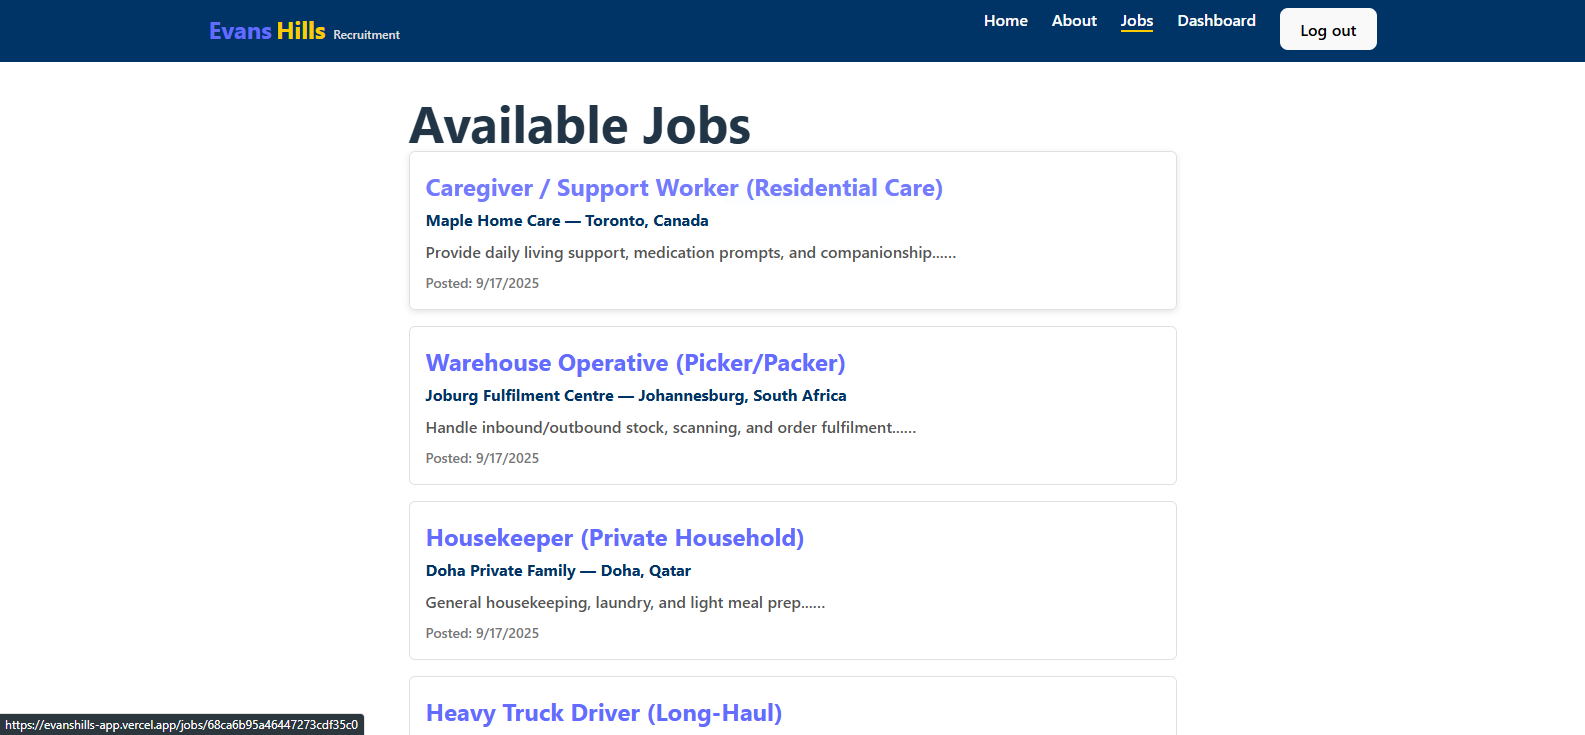 Evans Hills Recruitment
Home About Jobs Dashboard Log out
Available Jobs
Caregiver / Support Worker (Residential Care)
Maple Home Care — Toronto, Canada
Provide daily living support, medication prompts, and companionship......
Posted: 9/17/2025
Warehouse Operative (Picker/Packer)
Joburg Fulfilment Centre — Johannesburg, South Africa
Handle inbound/outbound stock, scanning, and order fulfilment......
Posted: 9/17/2025
Housekeeper (Private Household)
Doha Private Family — Doha, Qatar
General housekeeping, laundry, and light meal prep......
Posted: 9/17/2025
Heavy Truck Driver (Long-Haul)
https://evanshills-app.vercel.app/jobs/68ca6b95a46447273cdf35c0